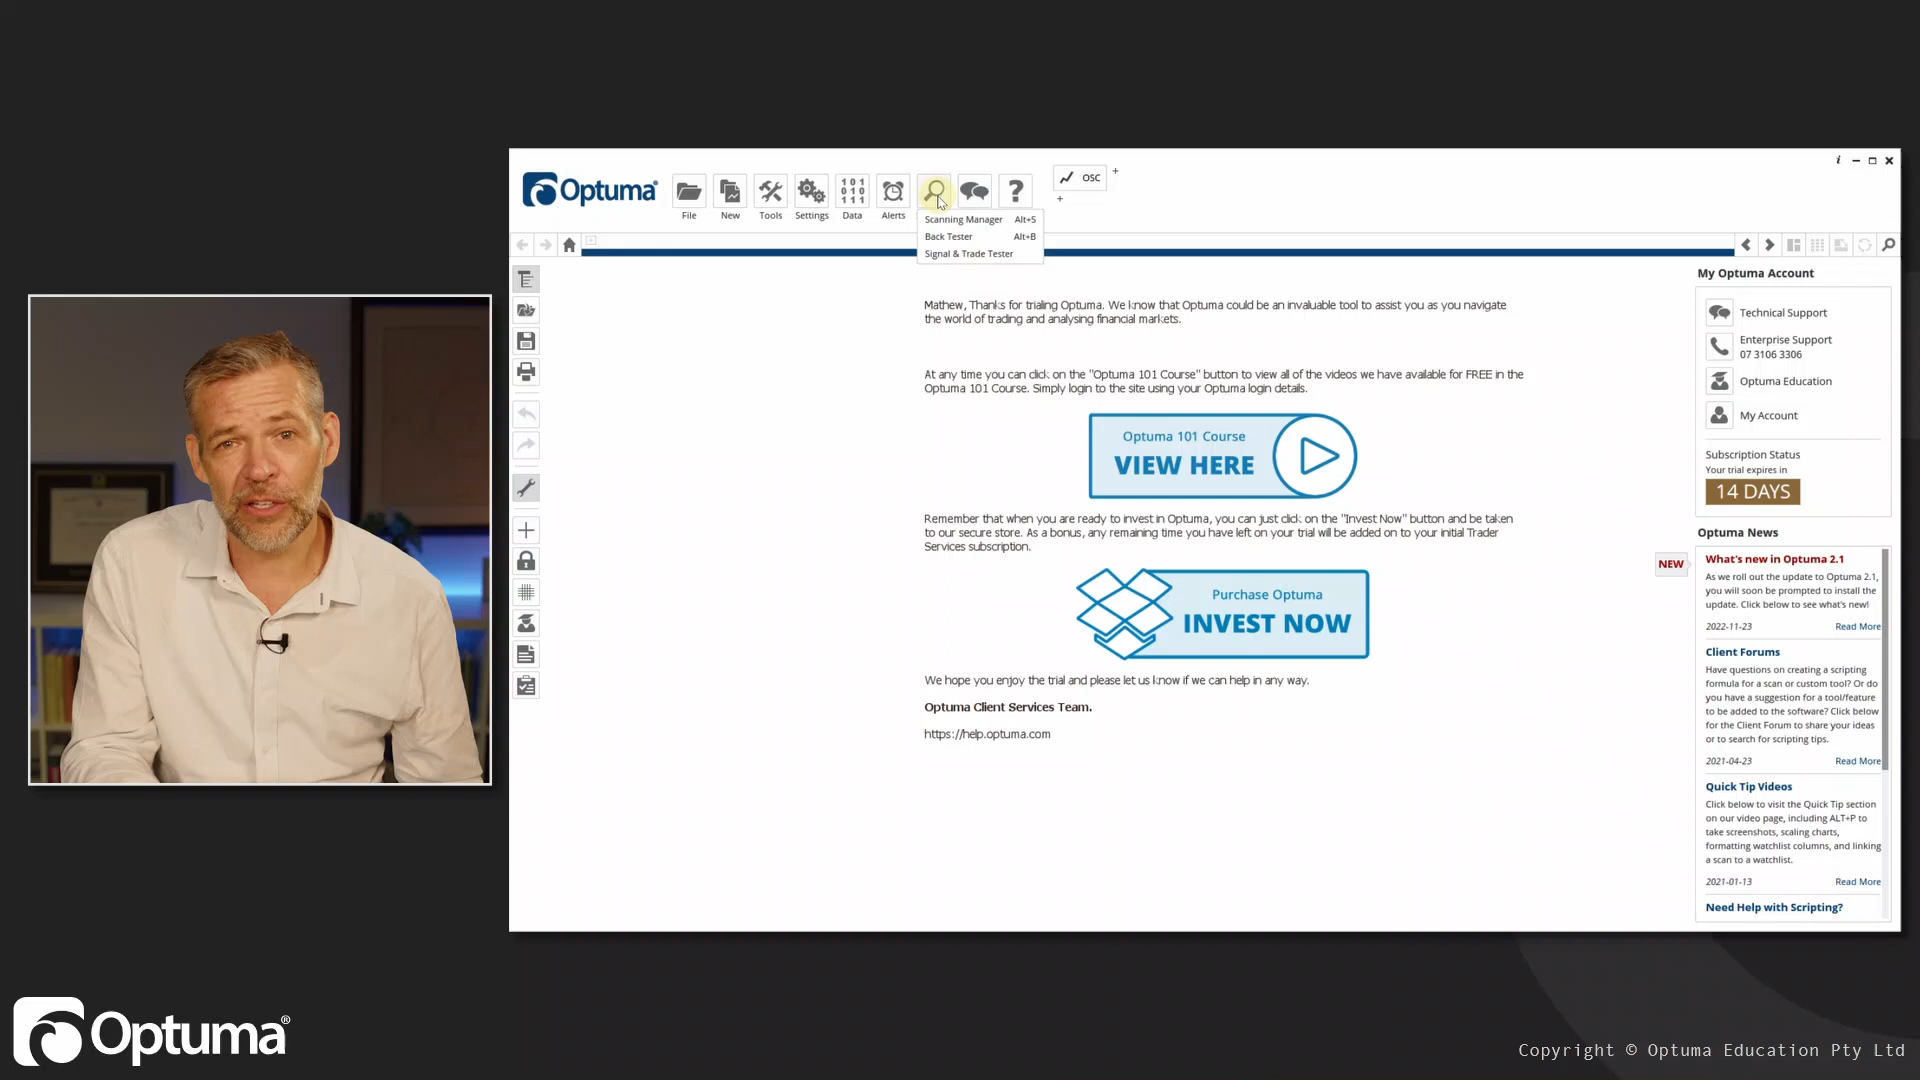 Optuma
File
New
Tools
Settings
101
010
111
Data
Alerts
?
OSC
Scanning Manager Alt+S
Back Tester Alt+B
Signal & Trade Tester
Mathew, Thanks for trialing Optuma. We know that Optuma could be an invaluable tool to assist you as you navigate
the world of trading and analysing financial markets.
At any time you can click on the "Optuma 101 Course" button to view all of the videos we have available for FREE in the
Optuma 101 Course. Simply login to the site using your Optuma login details.
Optuma 101 Course
VIEW HERE
Remember that when you are ready to invest in Optuma, you can just click on the "Invest Now" button and be taken
to our secure store. As a bonus, any remaining time you have left on your trial will be added on to your initial Trader
Services subscription.
Purchase Optuma
INVEST NOW
We hope you enjoy the trial and please let us know if we can help in any way.
Optuma Client Services Team.
https://help.optuma.com
My Optuma Account
Technical Support
Enterprise Support
07 3106 3306
Optuma Education
My Account
Subscription Status
Your trial expires in
14 DAYS
Optuma News
NEW
What's new in Optuma 2.1
As we roll out the update to Optuma 2.1,
you will soon be prompted to install the
update. Click below to see what's new!
2022-11-23 Read More
Client Forums
Have questions on creating a scripting
formula for a scan or custom tool? Or do
you have a suggestion for a tool/feature
to be added to the software? Click below
for the Client Forum to share your ideas
or to search for scripting tips.
2021-04-23 Read More
Quick Tip Videos
Click below to visit the Quick Tip section
on our video page, including ALT+P to
take screenshots, scaling charts,
formatting watchlist columns, and linking
a scan to a watchlist.
2021-01-13 Read More
Need Help with Scripting?
Optuma®
Copyright © Optuma Education Pty Ltd